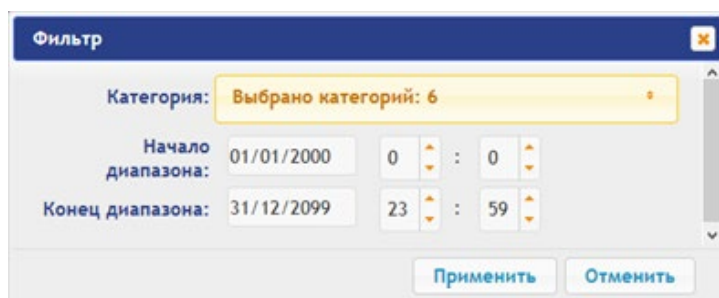 Фильтр
Категория: Выбрано категорий: 6
Начало
диапазона: 01/01/2000 0 : 0
Конец диапазона: 31/12/2099 23 : 59
Применить Отменить